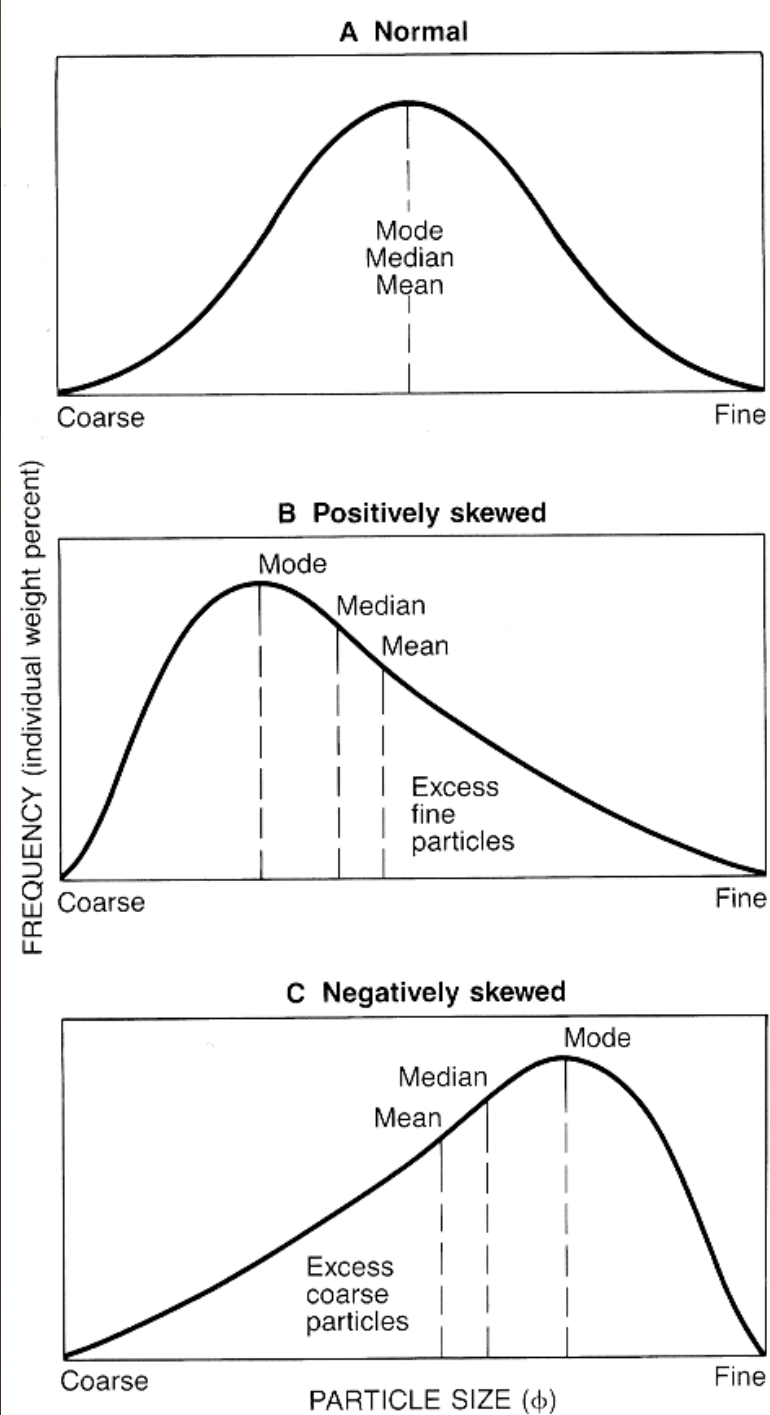 A Normal
Mode
Median
Mean
Coarse
Fine
FREQUENCY (individual weight percent)
B Positively skewed
Mode
Median
Mean
Excess
fine
particles
Coarse
Fine
C Negatively skewed
Mode
Median
Mean
Excess
coarse
particles
Coarse
Fine
PARTICLE SIZE (ϕ)